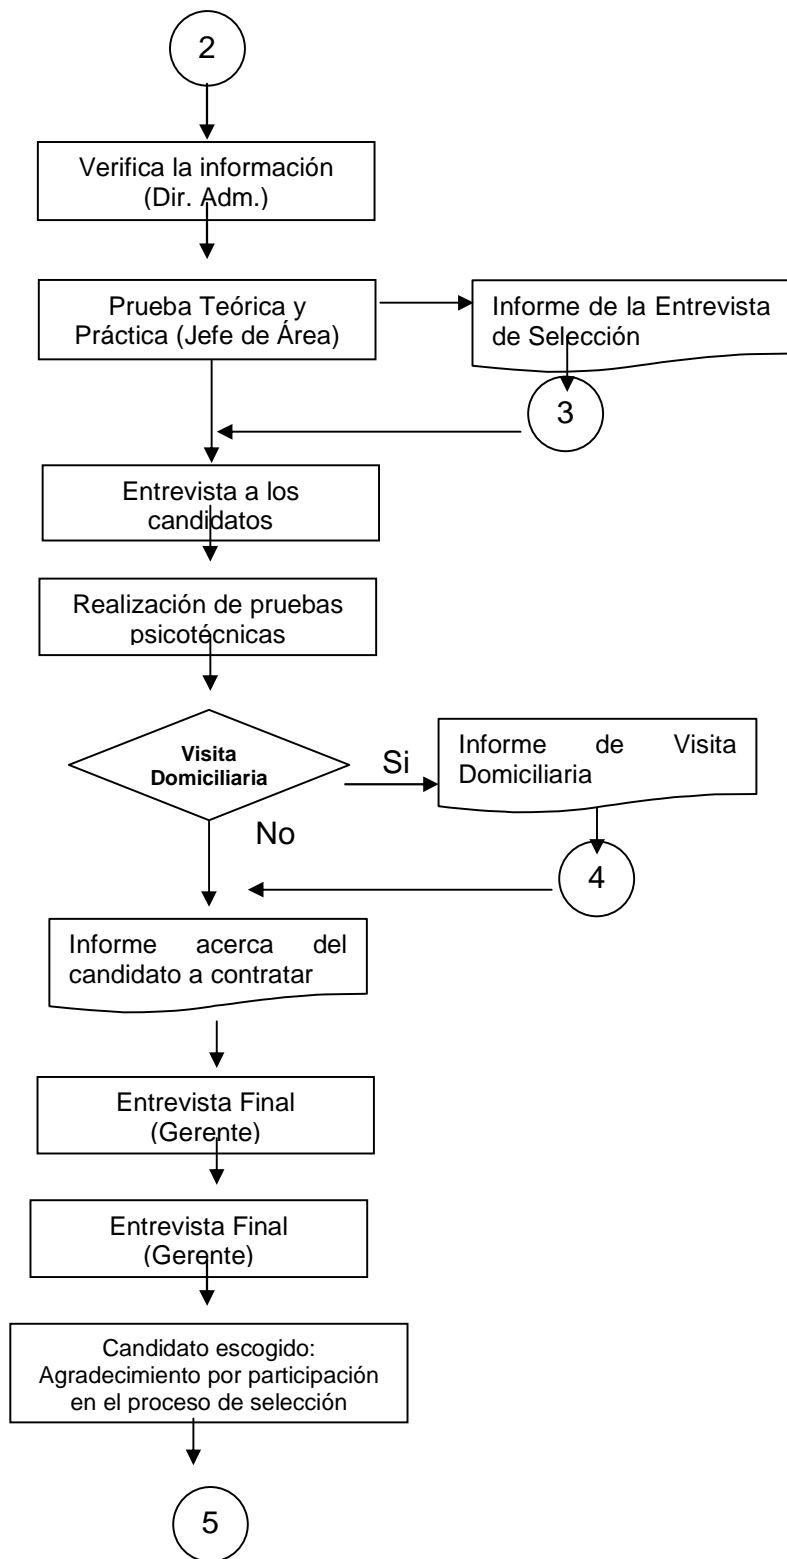 2
Verifica la información
(Dir. Adm.)
Prueba Teórica y
Práctica (Jefe de Área)
Informe de la Entrevista
de Selección
3
Entrevista a los
candidatos
Realización de pruebas
psicotécnicas
Visita
Domiciliaria
Si
Informe de Visita
Domiciliaria
No
4
Informe acerca del
candidato a contratar
Entrevista Final
(Gerente)
Entrevista Final
(Gerente)
Candidato escogido:
Agradecimiento por participación
en el proceso de selección
5